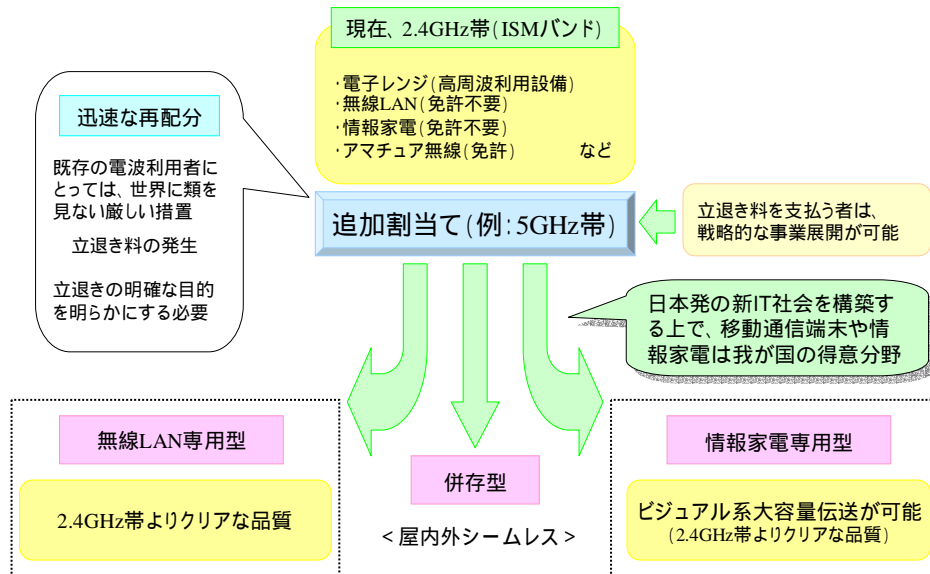 現在、2.4GHz帯(ISMバンド)
･電子レンジ(高周波利用設備)
･無線LAN(免許不要)
･情報家電(免許不要)
･アマチュア無線(免許)　　　など
迅速な再配分
既存の電波利用者に
とっては、世界に類を
見ない厳しい措置
立退き料の発生
立退きの明確な目的
を明らかにする必要
追加割当て(例:5GHz帯)
立退き料を支払う者は、
戦略的な事業展開が可能
日本発の新IT社会を構築す
る上で、移動通信端末や情
報家電は我が国の得意分野
無線LAN専用型
2.4GHz帯よりクリアな品質
併存型
<屋内外シームレス>
情報家電専用型
ビジュアル系大容量伝送が可能
(2.4GHz帯よりクリアな品質)